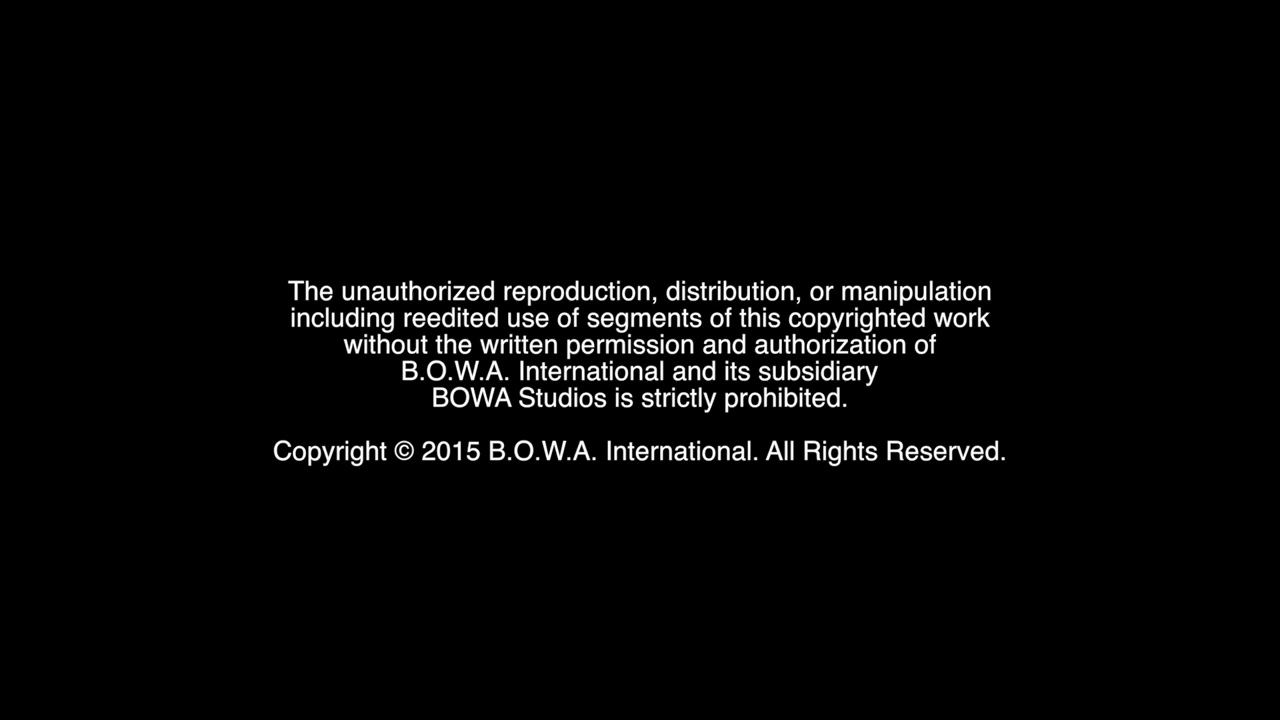 The unauthorized reproduction, distribution, or manipulation
including reedited use of segments of this copyrighted work
without the written permission and authorization of
B.O.W.A. International and its subsidiary
BOWA Studios is strictly prohibited.
Copyright © 2015 B.O.W.A. International. All Rights Reserved.